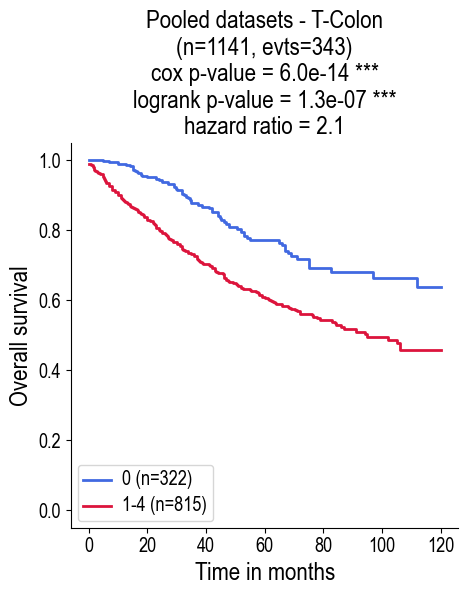 Pooled datasets - T-Colon
(n=1141, evts=343)
cox p-value = 6.0e-14 ***
logrank p-value = 1.3e-07 ***
hazard ratio = 2.1
1.0
0.8
0.6
0.4
0.2
0.0
Overall survival
0 (n=322)
1-4 (n=815)
0 20 40 60 80 100 120
Time in months